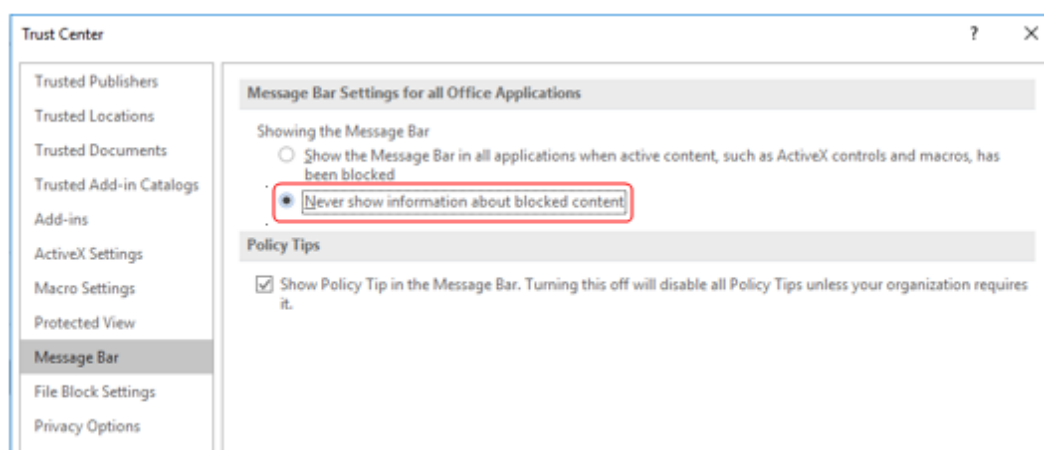 Trust Center
?
Trusted Publishers
Trusted Locations
Trusted Documents
Trusted Add-in Catalogs
Add-ins
ActiveX Settings
Macro Settings
Protected View
Message Bar
File Block Settings
Privacy Options
Message Bar Settings for all Office Applications
Showing the Message Bar
Show the Message Bar in all applications when active content, such as ActiveX controls and macros, has
been blocked
Never show information about blocked content
Policy Tips
Show Policy Tip in the Message Bar. Turning this off will disable all Policy Tips unless your organization requires
it.